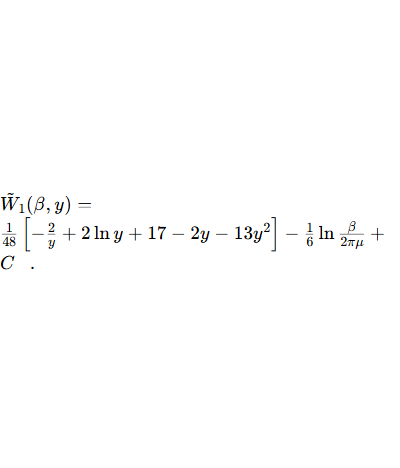 W̃₁(β, y) =
1/48 [−2/y + 2 ln y + 17 − 2y − 13y²] − 1/6 ln β/2πμ +
C .